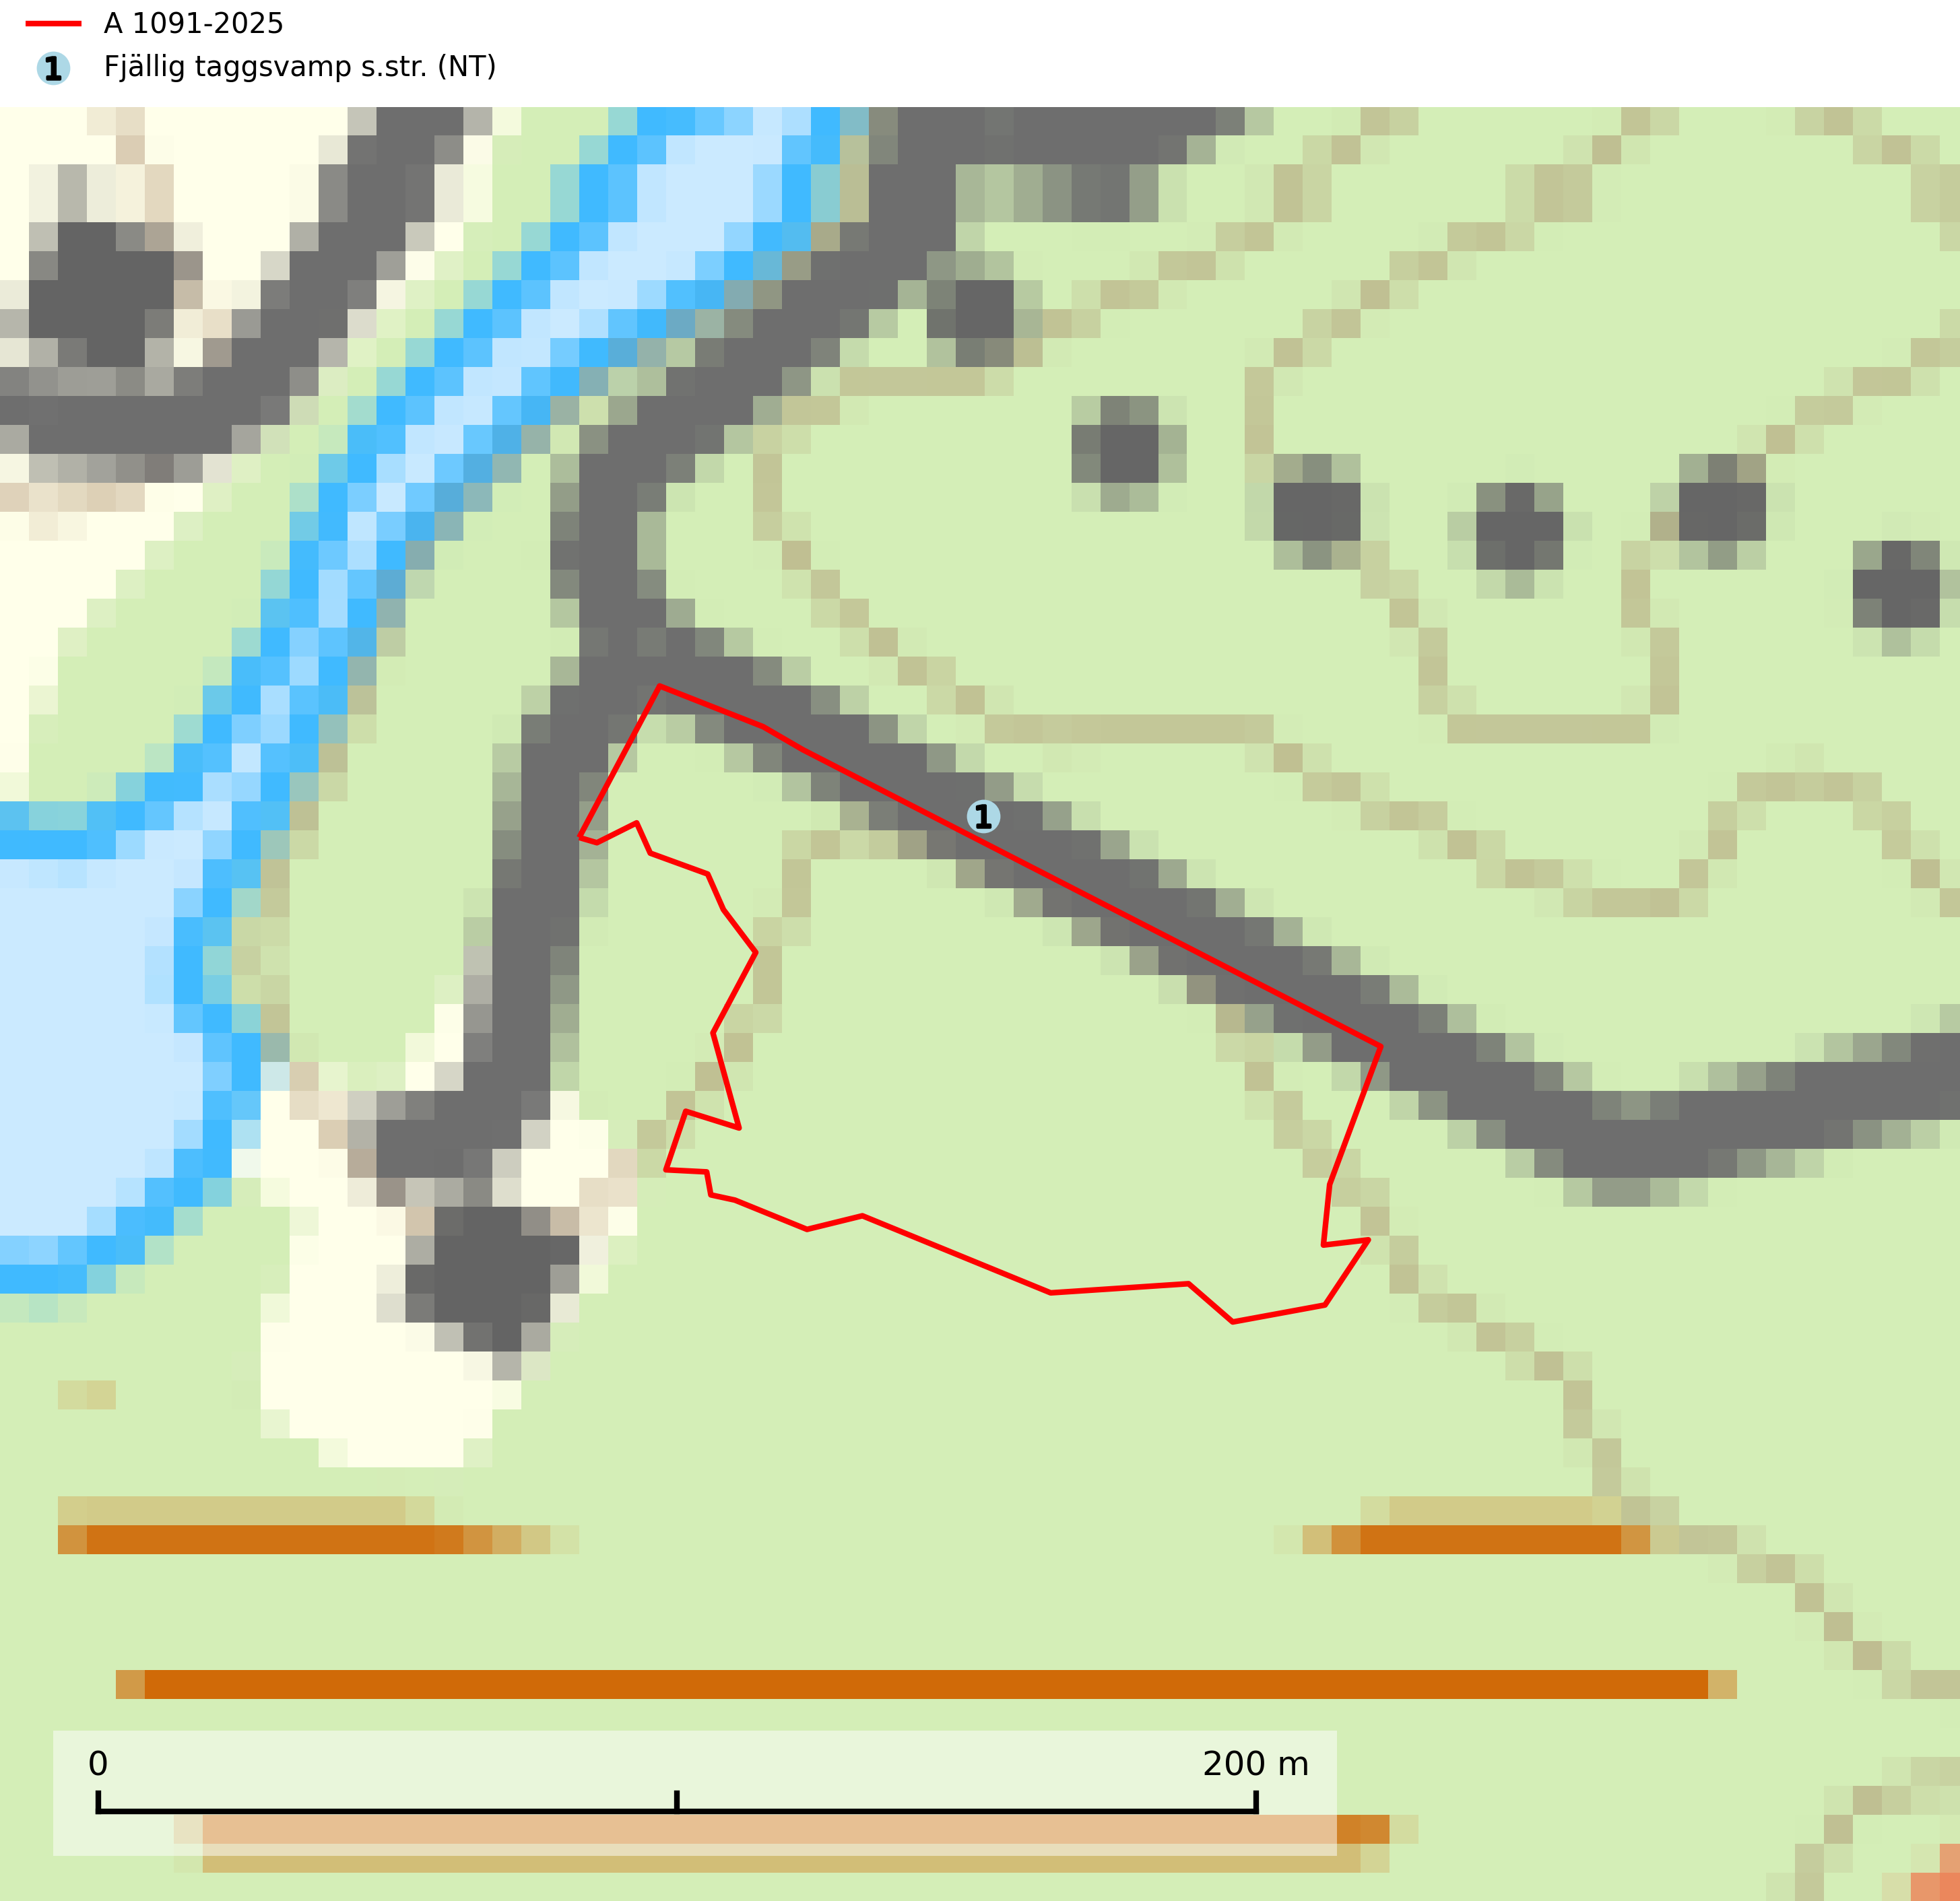 A 1091-2025
1 Fjällig taggsvamp s.str. (NT)
1
0 200 m